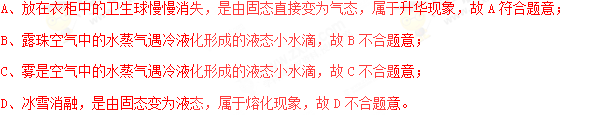 A、放在衣柜中的卫生球慢慢消失，是由固态直接变为气态，属于升华现象，故 A 符合题意；
B、露珠空气中的水蒸气遇冷液化形成的液态小水滴，故 B 不合题意；
C、雾是空气中的水蒸气遇冷液化形成的液态小水滴，故 C 不合题意；
D、冰雪消融，是由固态变为液态，属于熔化现象，故 D 不合题意。